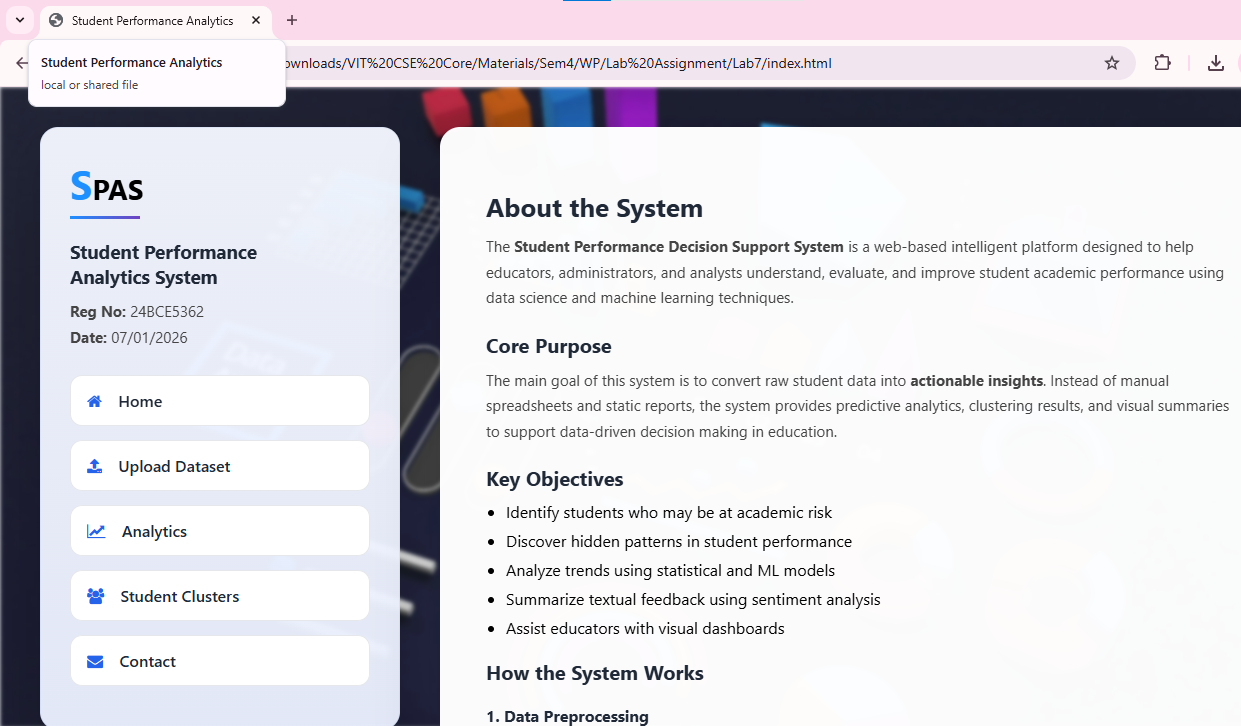 Student Performance Analytics
Student Performance Analytics
local or shared file
ownloads/VIT%20CSE%20Core/Materials/Sem4/WP/Lab%20Assignment/Lab7/index.html
SPAS
Student Performance
Analytics System
Reg No: 24BCE5362
Date: 07/01/2026
Home
Upload Dataset
Analytics
Student Clusters
Contact
About the System
The Student Performance Decision Support System is a web-based intelligent platform designed to help
educators, administrators, and analysts understand, evaluate, and improve student academic performance using
data science and machine learning techniques.
Core Purpose
The main goal of this system is to convert raw student data into actionable insights. Instead of manual
spreadsheets and static reports, the system provides predictive analytics, clustering results, and visual summaries
to support data-driven decision making in education.
Key Objectives
• Identify students who may be at academic risk
• Discover hidden patterns in student performance
• Analyze trends using statistical and ML models
• Summarize textual feedback using sentiment analysis
• Assist educators with visual dashboards
How the System Works
1. Data Preprocessing